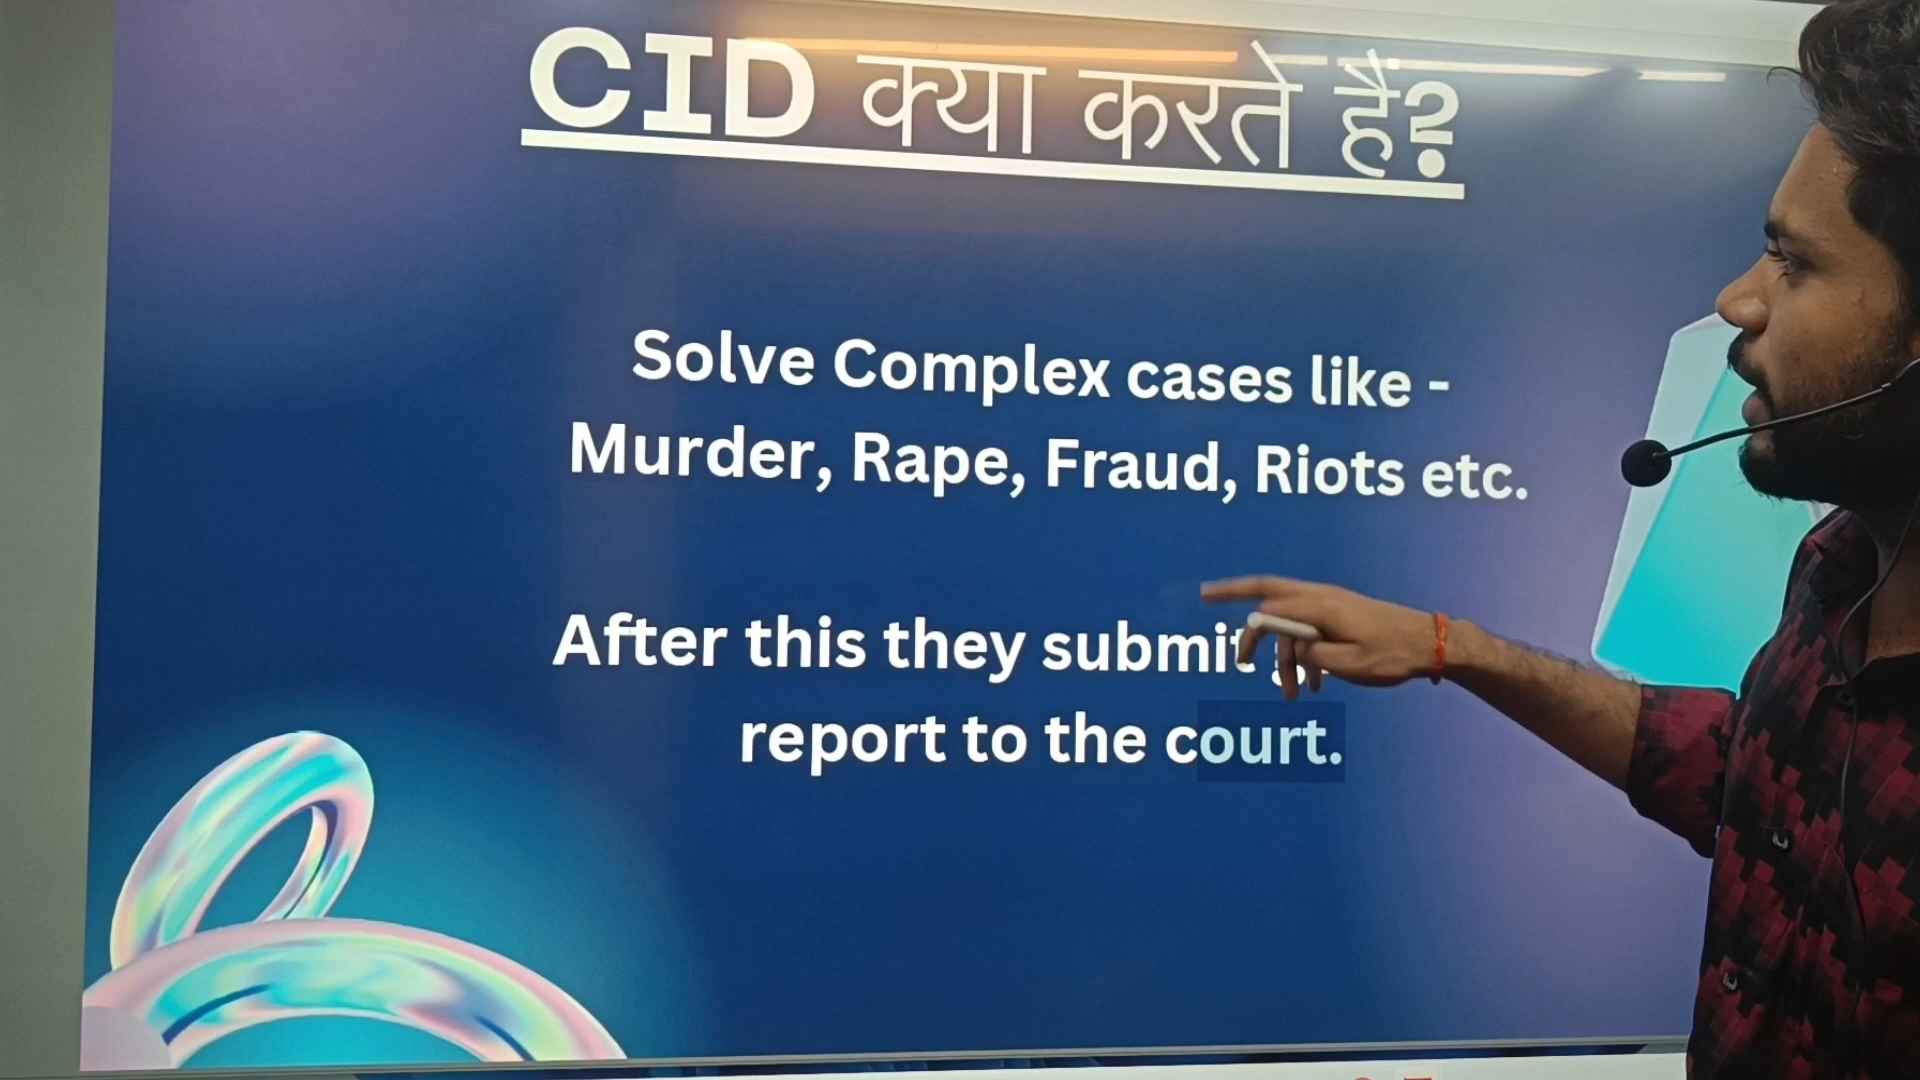 CID क्या करते हैं?
Solve Complex cases like -
Murder, Rape, Fraud, Riots etc.
After this they submit
report to the court.